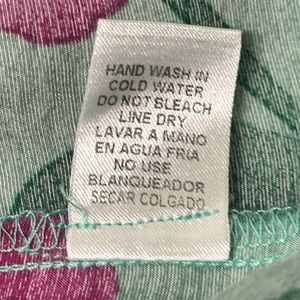 HAND WASH IN
COLD WATER
DO NOT BLEACH
LINE DRY
LAVAR A MANO
EN AGUA FRIA
NO USE
BLANQUEADOR
SECAR COLGADO